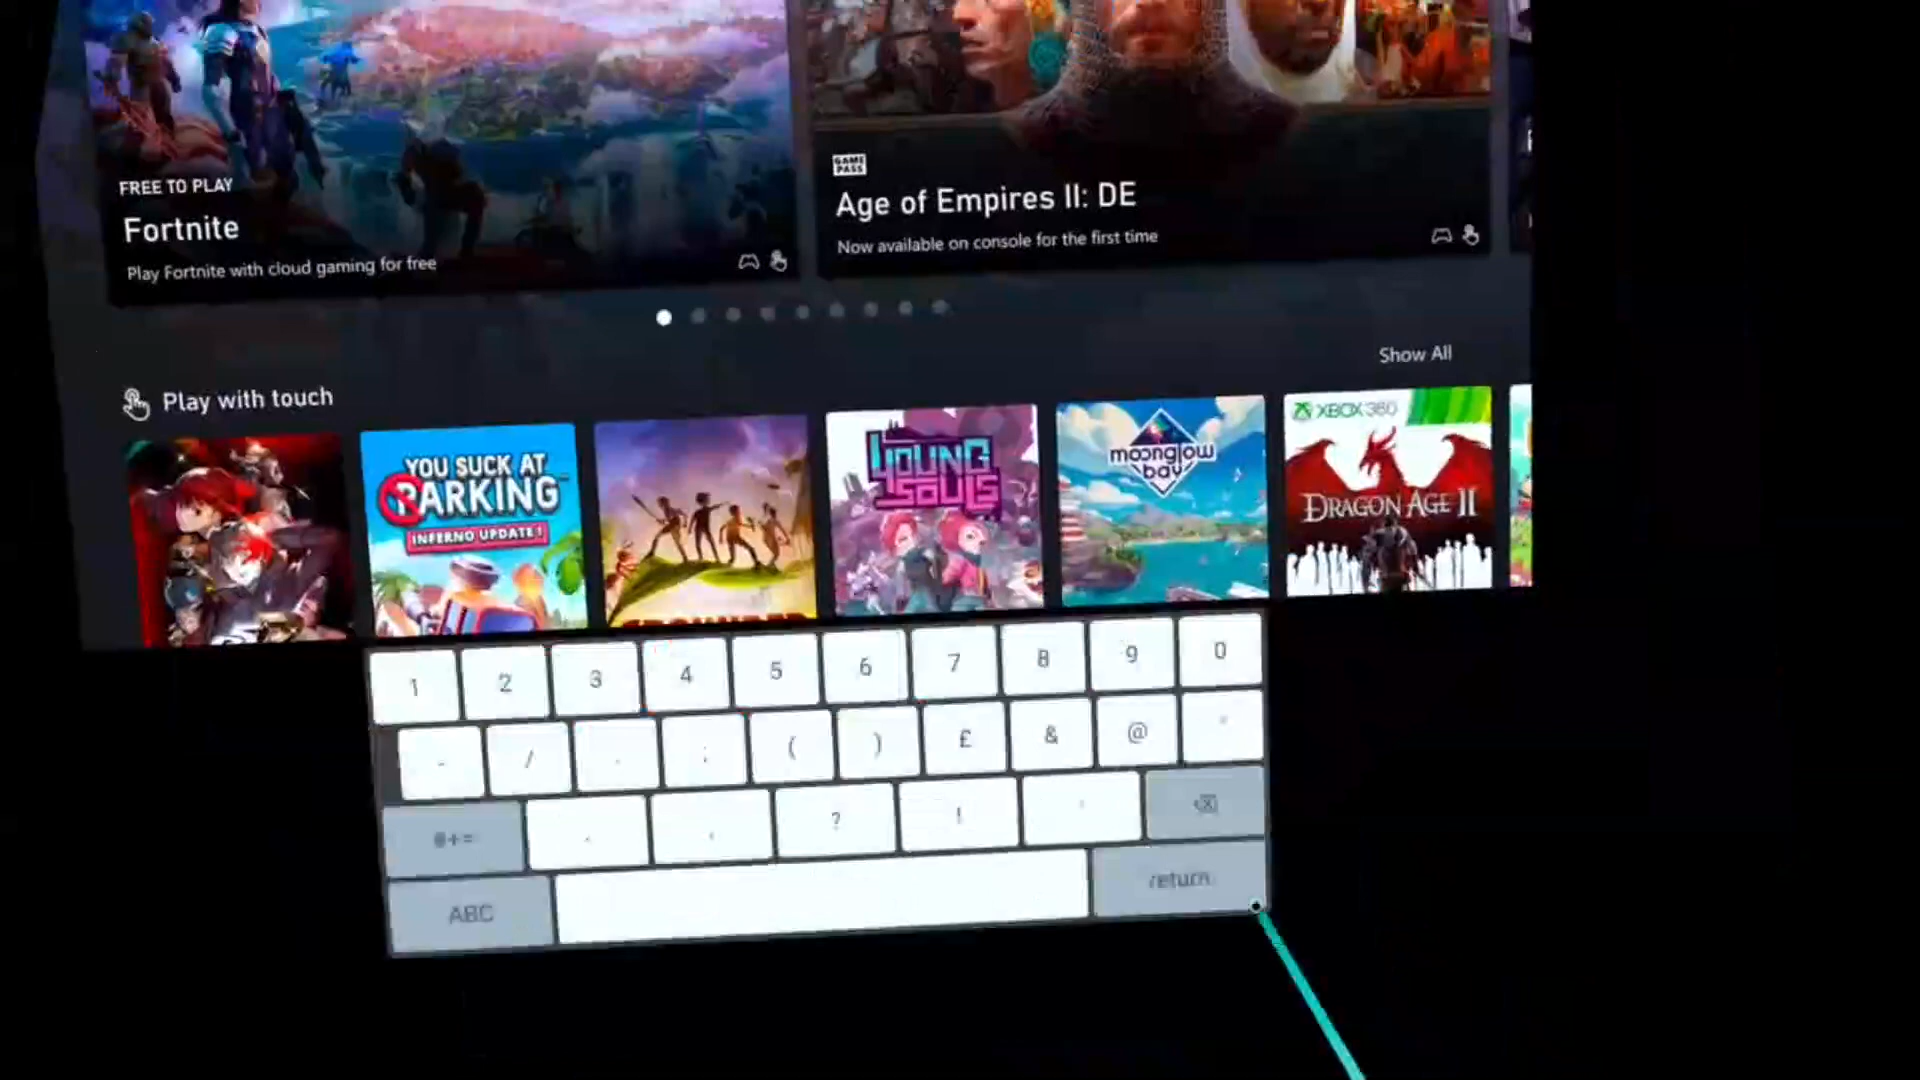 FREE TO PLAY
Fortnite
Play Fortnite with cloud gaming for free
GAME PASS
Age of Empires II: DE
Now available on console for the first time
Show All
Play with touch
YOU SUCK AT
PARKING
INFERNO UPDATE!
YOUNG
SOULS
moonglow
bay
XBOX 360
DRAGON AGE II
1 2 3 4 5 6 7 8 9 0
- / : ; ( ) £ & @ "
#+= . , ? ! '
ABC return